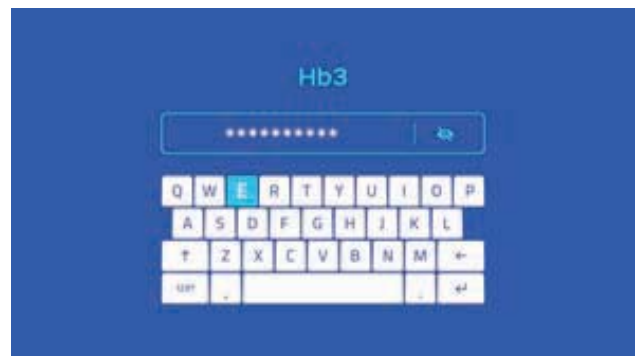 Hb3
**********
Q W E R T Y U I O P
A S D F G H J K L
↑ Z X C V B N M ←
, . ↵